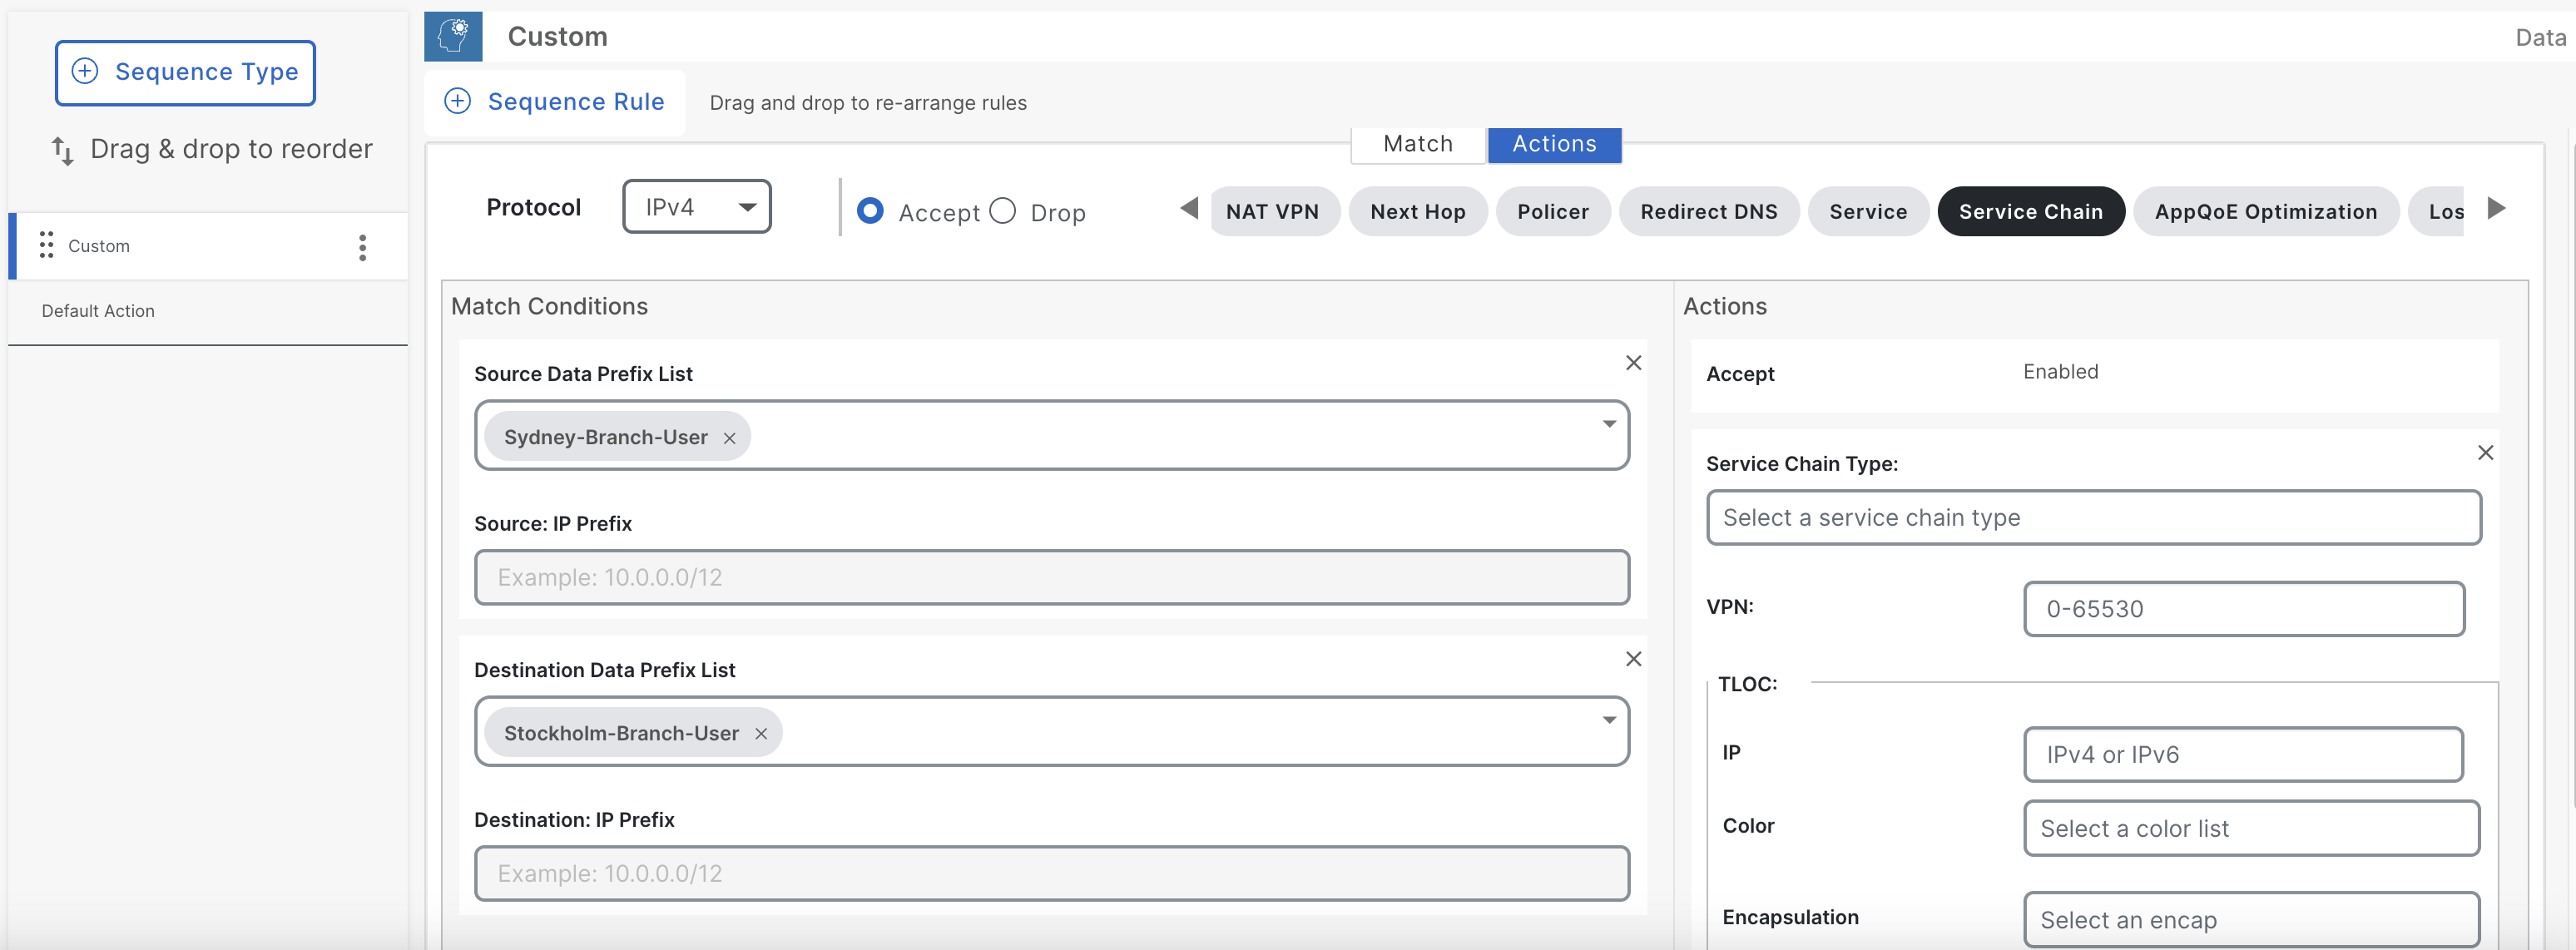 Sequence Type
Drag & drop to reorder
Custom
Default Action
Custom
Data
Sequence Rule
Drag and drop to re-arrange rules
Match
Actions
Protocol
IPv4
Accept
Drop
NAT VPN
Next Hop
Policer
Redirect DNS
Service
Service Chain
AppQoE Optimization
Los
Match Conditions
Source Data Prefix List
Sydney-Branch-User
Source: IP Prefix
Example: 10.0.0.0/12
Destination Data Prefix List
Stockholm-Branch-User
Destination: IP Prefix
Example: 10.0.0.0/12
Actions
Accept Enabled
Service Chain Type:
Select a service chain type
VPN: 0-65530
TLOC:
IP IPv4 or IPv6
Color Select a color list
Encapsulation Select an encap